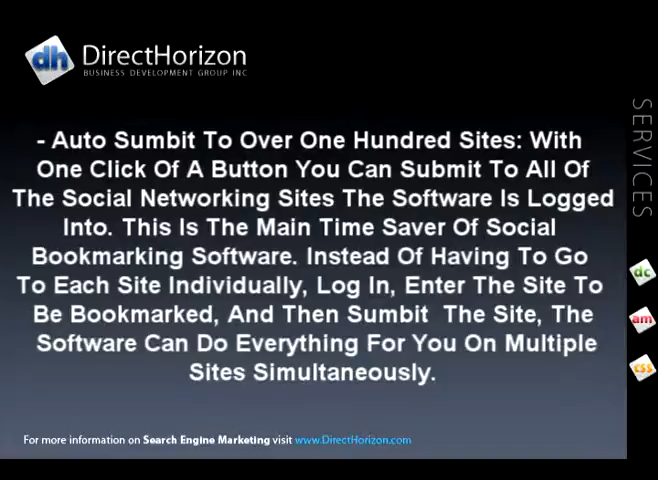 dh DirectHorizon
BUSINESS DEVELOPMENT GROUP INC
SERVICES
- Auto Sumbit To Over One Hundred Sites: With
One Click Of A Button You Can Submit To All Of
The Social Networking Sites The Software Is Logged
Into. This Is The Main Time Saver Of Social
Bookmarking Software. Instead Of Having To Go
To Each Site Individually, Log In, Enter The Site To
Be Bookmarked, And Then Sumbit The Site, The
Software Can Do Everything For You On Multiple
Sites Simultaneously.
dc
am
css
For more information on Search Engine Marketing visit www.DirectHorizon.com